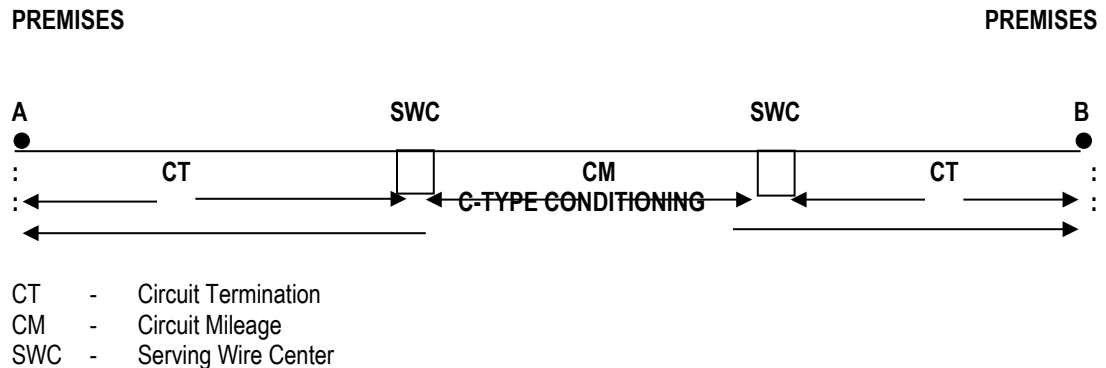 PREMISES PREMISES
A SWC SWC B
: CT CM CT :
: C-TYPE CONDITIONING :
CT - Circuit Termination
CM - Circuit Mileage
SWC - Serving Wire Center